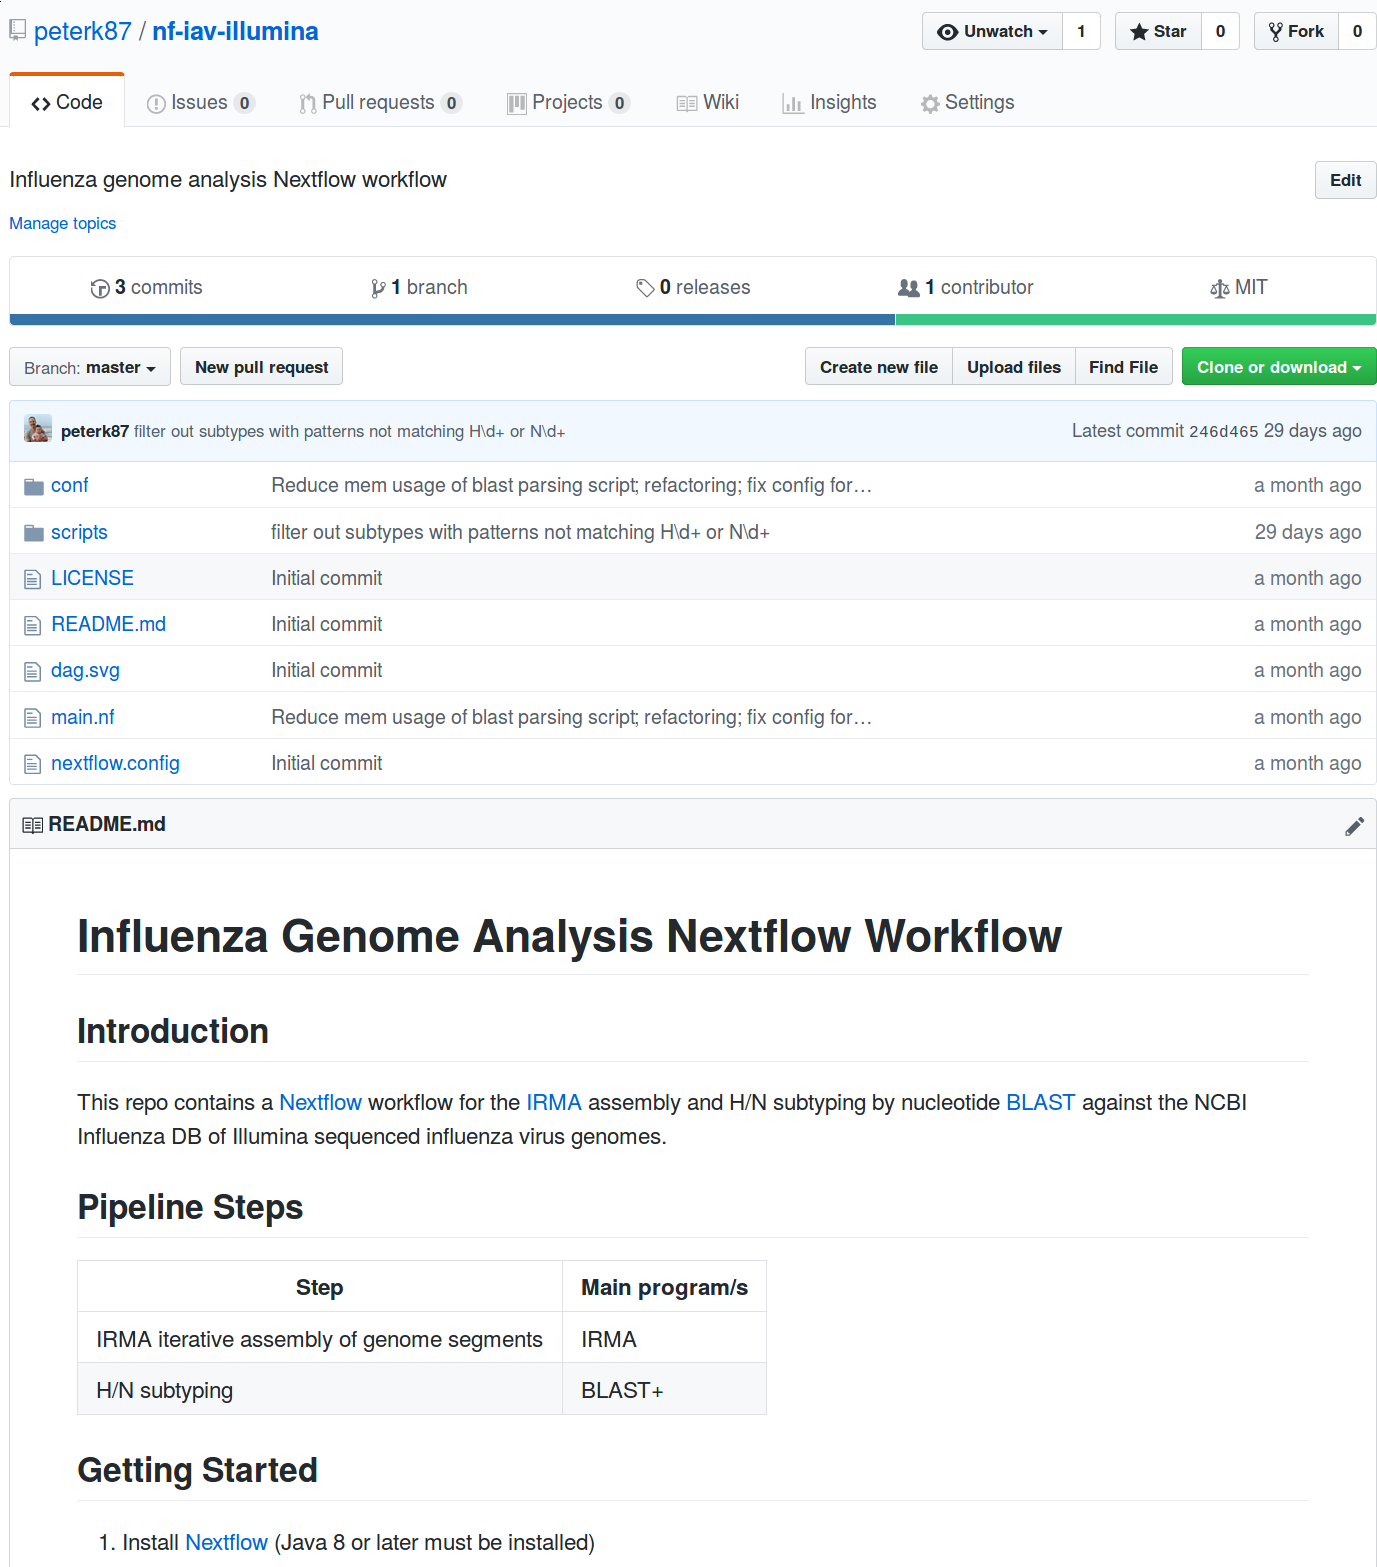 peterk87 / nf-iav-illumina Unwatch 1 Star 0 Fork 0
Code Issues 0 Pull requests 0 Projects 0 Wiki Insights Settings
Influenza genome analysis Nextflow workflow Edit
Manage topics
3 commits 1 branch 0 releases 1 contributor MIT
Branch: master New pull request Create new file Upload files Find File Clone or download
peterk87 filter out subtypes with patterns not matching H\d+ or N\d+ Latest commit 246d465 29 days ago
conf Reduce mem usage of blast parsing script; refactoring; fix config for… a month ago
scripts filter out subtypes with patterns not matching H\d+ or N\d+ 29 days ago
LICENSE Initial commit a month ago
README.md Initial commit a month ago
dag.svg Initial commit a month ago
main.nf Reduce mem usage of blast parsing script; refactoring; fix config for… a month ago
nextflow.config Initial commit a month ago
README.md
Influenza Genome Analysis Nextflow Workflow
Introduction
This repo contains a Nextflow workflow for the IRMA assembly and H/N subtyping by nucleotide BLAST against the NCBI
Influenza DB of Illumina sequenced influenza virus genomes.
Pipeline Steps
Step Main program/s
IRMA iterative assembly of genome segments IRMA
H/N subtyping BLAST+
Getting Started
1. Install Nextflow (Java 8 or later must be installed)